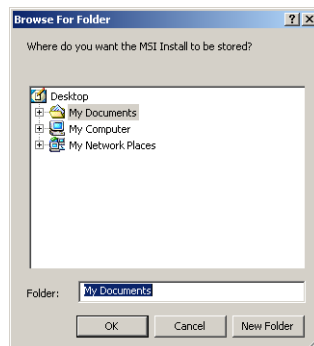 Browse For Folder
Where do you want the MSI Install to be stored?
Desktop
My Documents
My Computer
My Network Places
Folder: My Documents
OK Cancel New Folder